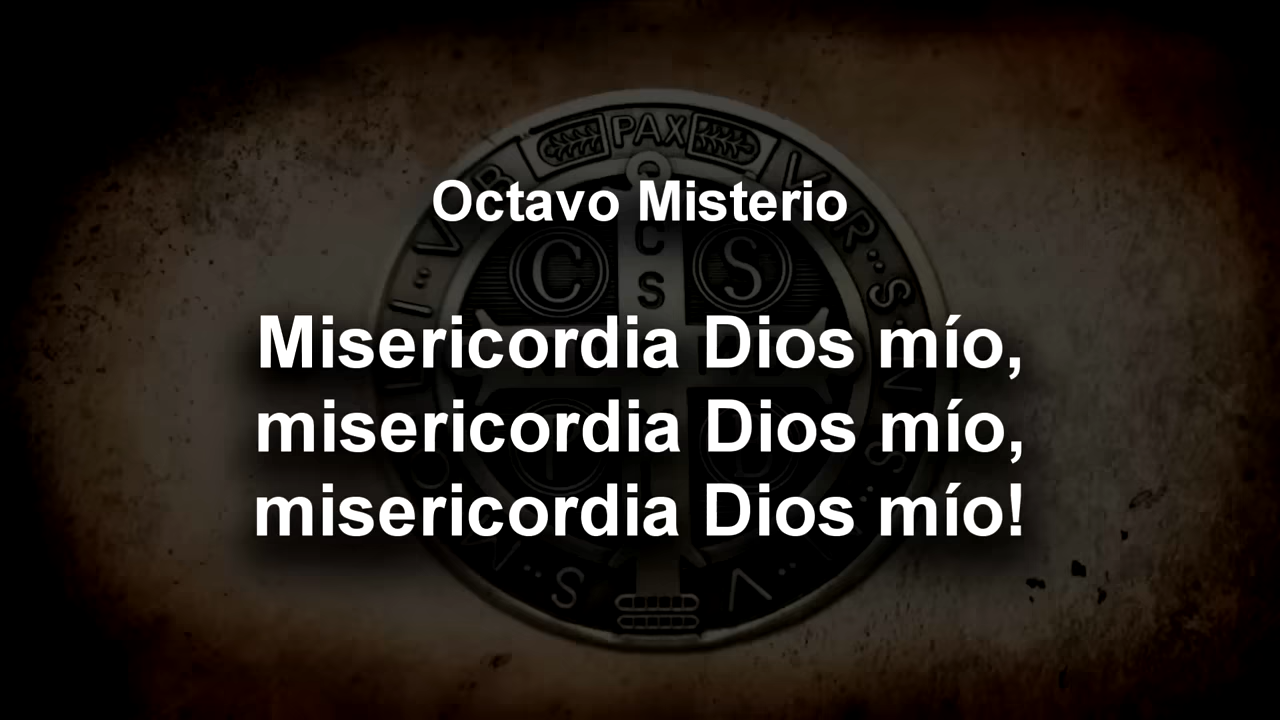 PAX
Octavo Misterio
C S
C
S
Misericordia Dios mío,
misericordia Dios mío,
misericordia Dios mío!